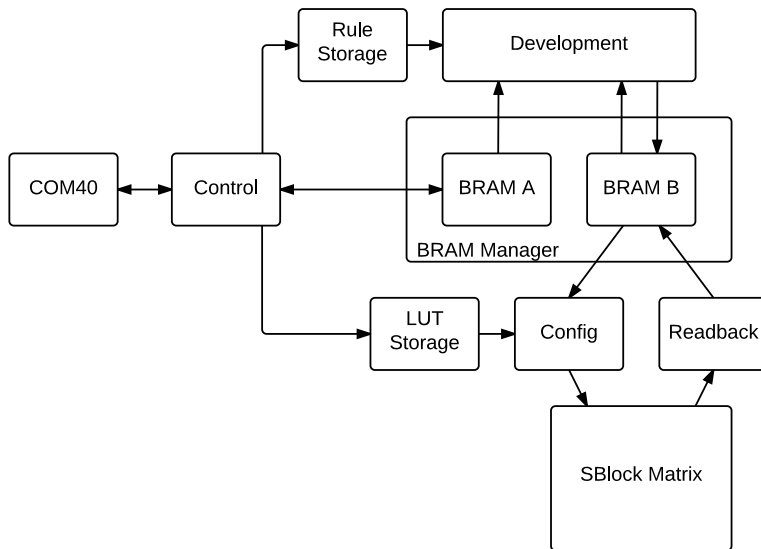 Rule
Storage
Development
COM40
Control
BRAM A
BRAM B
BRAM Manager
LUT
Storage
Config
Readback
SBlock Matrix